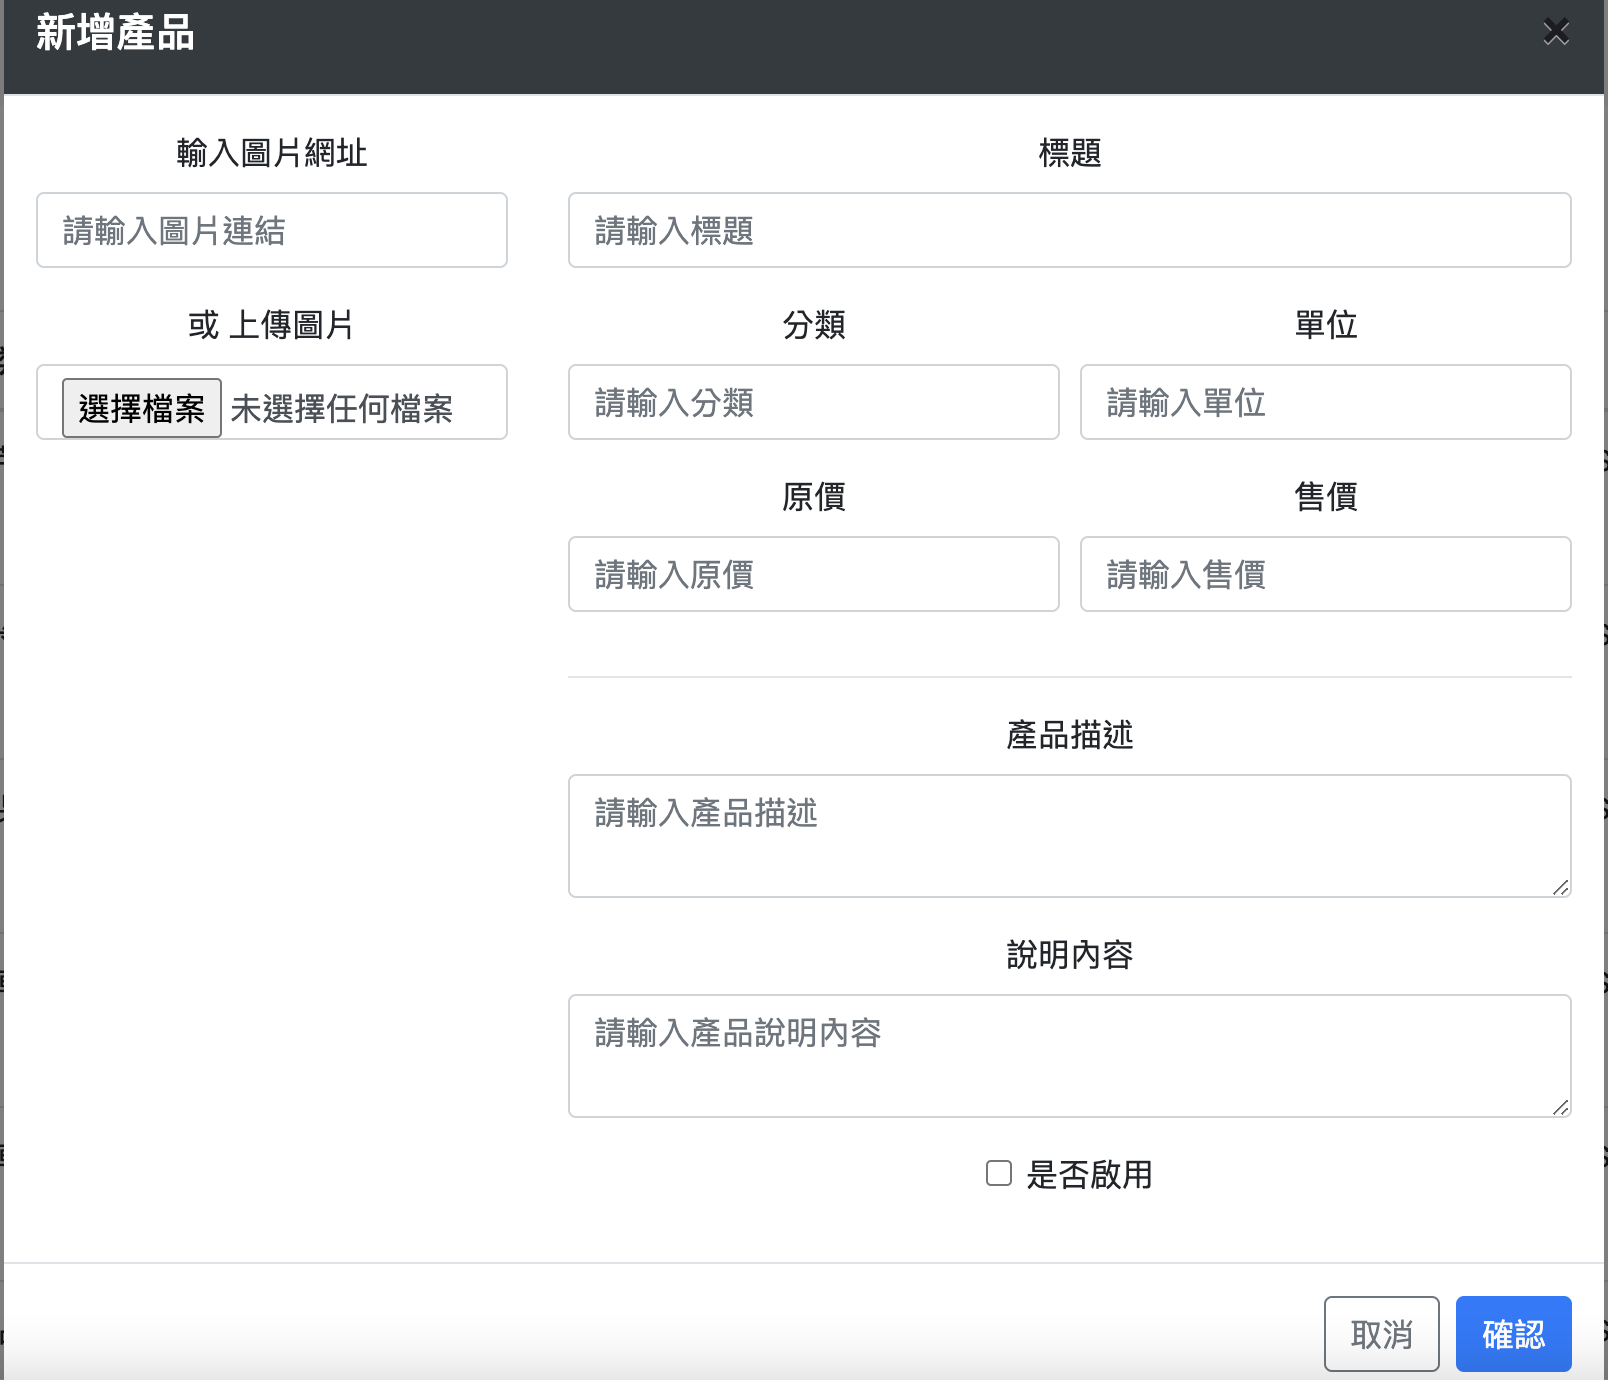 新增產品
輸入圖片網址
請輸入圖片連結
或 上傳圖片
選擇檔案 未選擇任何檔案
標題
請輸入標題
分類
單位
請輸入分類
請輸入單位
原價
售價
請輸入原價
請輸入售價
產品描述
請輸入產品描述
說明內容
請輸入產品說明內容
是否啟用
取消
確認